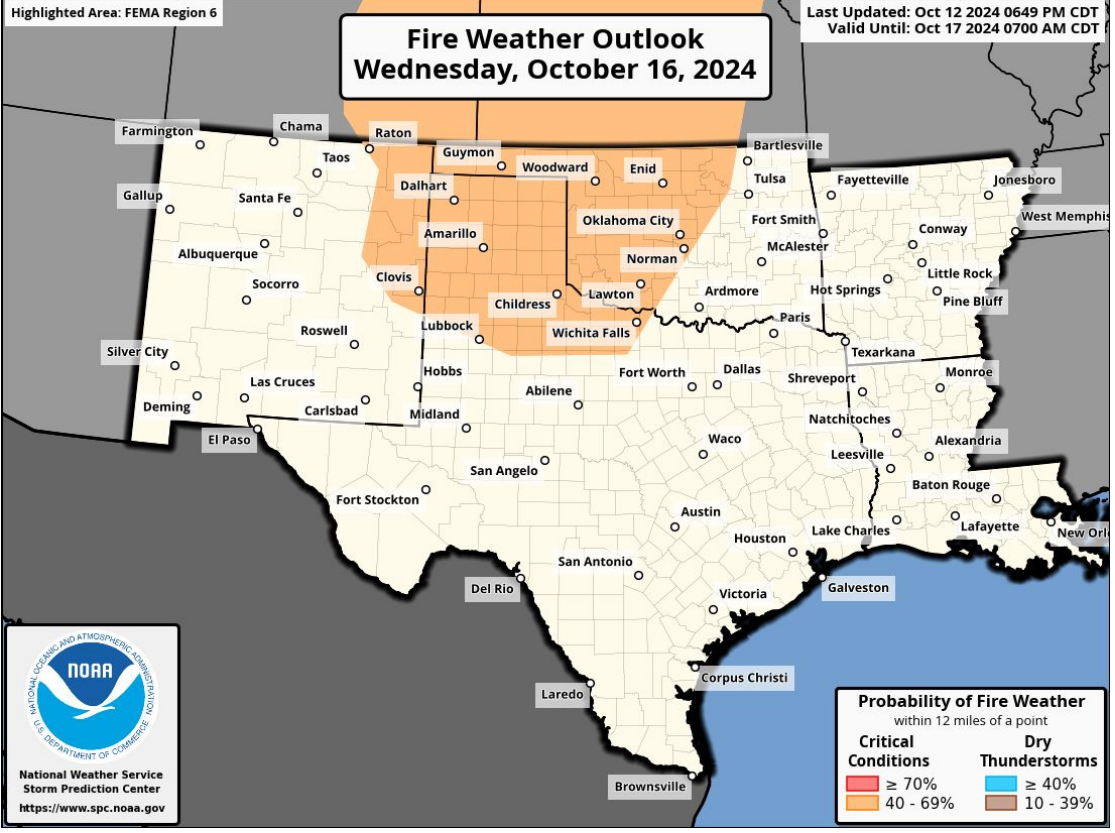 Highlighted Area: FEMA Region 6
Last Updated: Oct 12 2024 0649 PM CDT
Valid Until: Oct 17 2024 0700 AM CDT
Fire Weather Outlook
Wednesday, October 16, 2024
Farmington
Chama
Raton
Taos
Guymon
Woodward
Enid
Bartlesville
Tulsa
Fayetteville
Jonesboro
Dalhart
Gallup
Santa Fe
Oklahoma City
Fort Smith
West Memphis
Amarillo
Conway
Albuquerque
Norman
McAlester
Clovis
Little Rock
Socorro
Childress
Lawton
Ardmore
Hot Springs
Pine Bluff
Roswell
Lubbock
Wichita Falls
Paris
Silver City
Texarkana
Hobbs
Fort Worth
Dallas
Shreveport
Monroe
Las Cruces
Abilene
Deming
Carlsbad
Midland
Natchitoches
El Paso
Waco
Alexandria
Leesville
San Angelo
Baton Rouge
Fort Stockton
Austin
Lake Charles
Lafayette
New Orl
Houston
San Antonio
Del Rio
Galveston
Victoria
Corpus Christi
Laredo
Brownsville
NATIONAL OCEANIC AND ATMOSPHERIC ADMINISTRATION
NOAA
U.S. DEPARTMENT OF COMMERCE
National Weather Service
Storm Prediction Center
https://www.spc.noaa.gov
Probability of Fire Weather
within 12 miles of a point
Critical Conditions
≥ 70%
40 - 69%
Dry Thunderstorms
≥ 40%
10 - 39%